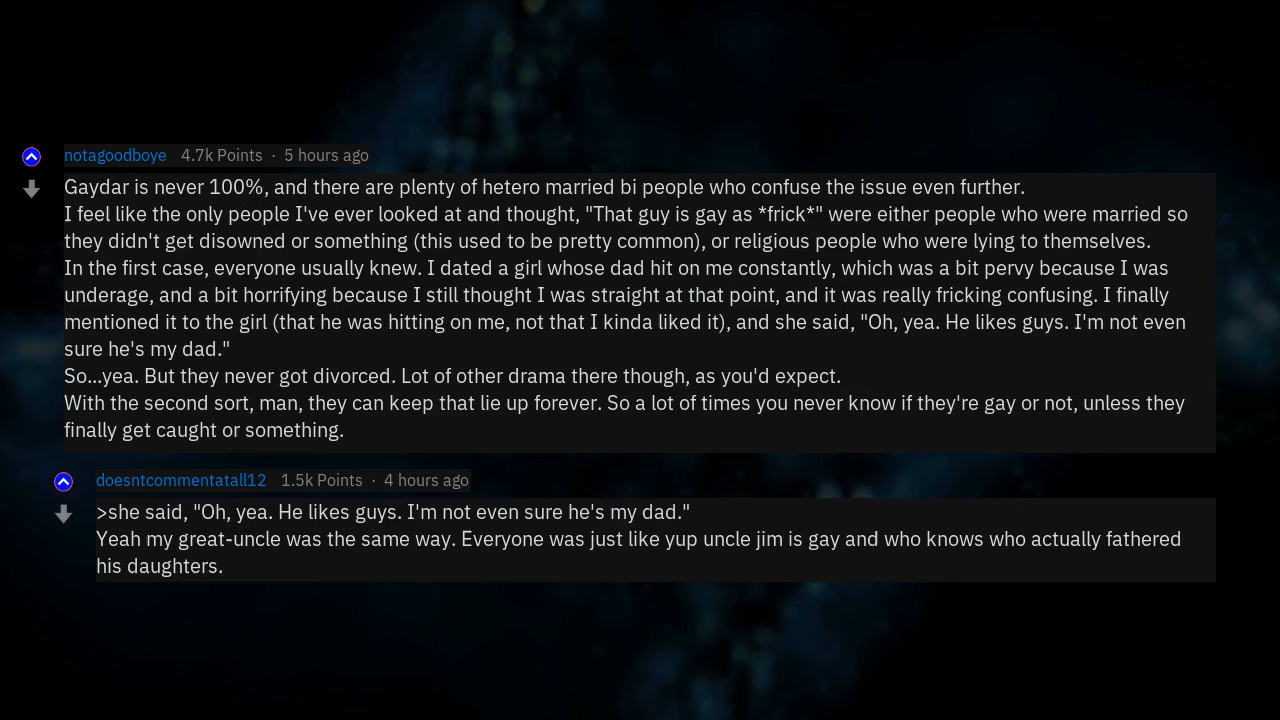 notagoodboye 4.7k Points · 5 hours ago
Gaydar is never 100%, and there are plenty of hetero married bi people who confuse the issue even further.
I feel like the only people I've ever looked at and thought, "That guy is gay as *frick*" were either people who were married so
they didn't get disowned or something (this used to be pretty common), or religious people who were lying to themselves.
In the first case, everyone usually knew. I dated a girl whose dad hit on me constantly, which was a bit pervy because I was
underage, and a bit horrifying because I still thought I was straight at that point, and it was really fricking confusing. I finally
mentioned it to the girl (that he was hitting on me, not that I kinda liked it), and she said, "Oh, yea. He likes guys. I'm not even
sure he's my dad."
So...yea. But they never got divorced. Lot of other drama there though, as you'd expect.
With the second sort, man, they can keep that lie up forever. So a lot of times you never know if they're gay or not, unless they
finally get caught or something.
doesntcommentatall12 1.5k Points · 4 hours ago
>she said, "Oh, yea. He likes guys. I'm not even sure he's my dad."
Yeah my great-uncle was the same way. Everyone was just like yup uncle jim is gay and who knows who actually fathered
his daughters.